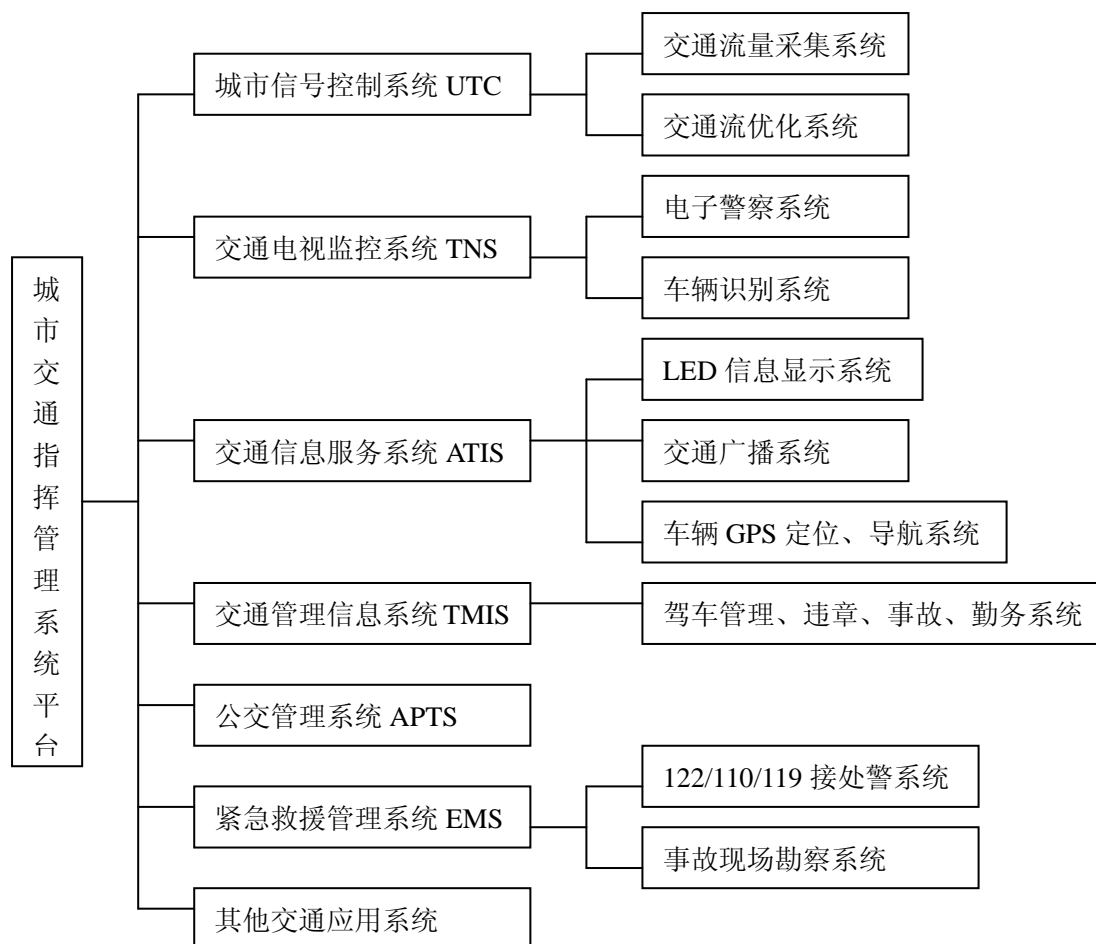 城市交通指挥管理系统平台
城市信号控制系统 UTC
交通流量采集系统
交通流优化系统
交通电视监控系统 TNS
电子警察系统
车辆识别系统
交通信息服务系统 ATIS
LED 信息显示系统
交通广播系统
车辆 GPS 定位、导航系统
交通管理信息系统 TMIS
驾车管理、违章、事故、勤务系统
公交管理系统 APTS
紧急救援管理系统 EMS
122/110/119 接处警系统
事故现场勘察系统
其他交通应用系统